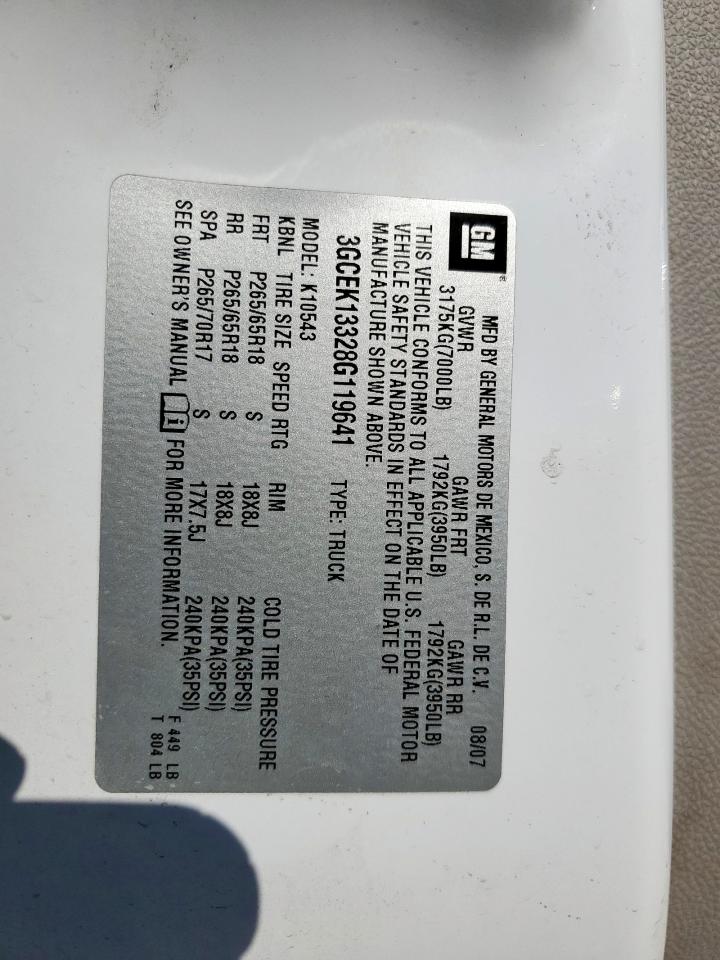 GM®
MFD BY GENERAL MOTORS DE MEXICO, S. DE R.L. DE C.V. 08/07
GVWR GAWR FRT GAWR RR
3175KG(7000LB) 1792KG(3950LB) 1792KG(3950LB)
THIS VEHICLE CONFORMS TO ALL APPLICABLE U.S. FEDERAL MOTOR
VEHICLE SAFETY STANDARDS IN EFFECT ON THE DATE OF
MANUFACTURE SHOWN ABOVE.
3GCEK13328G119641 TYPE: TRUCK
MODEL: K10543
KBNL TIRE SIZE SPEED RTG RIM COLD TIRE PRESSURE
FRT P265/65R18 S 18X8J 240KPA(35PSI)
RR P265/65R18 S 18X8J 240KPA(35PSI)
SPA P265/70R17 S 17X7.5J 240KPA(35PSI)
SEE OWNER'S MANUAL i FOR MORE INFORMATION.
F 449 LB
T 804 LB